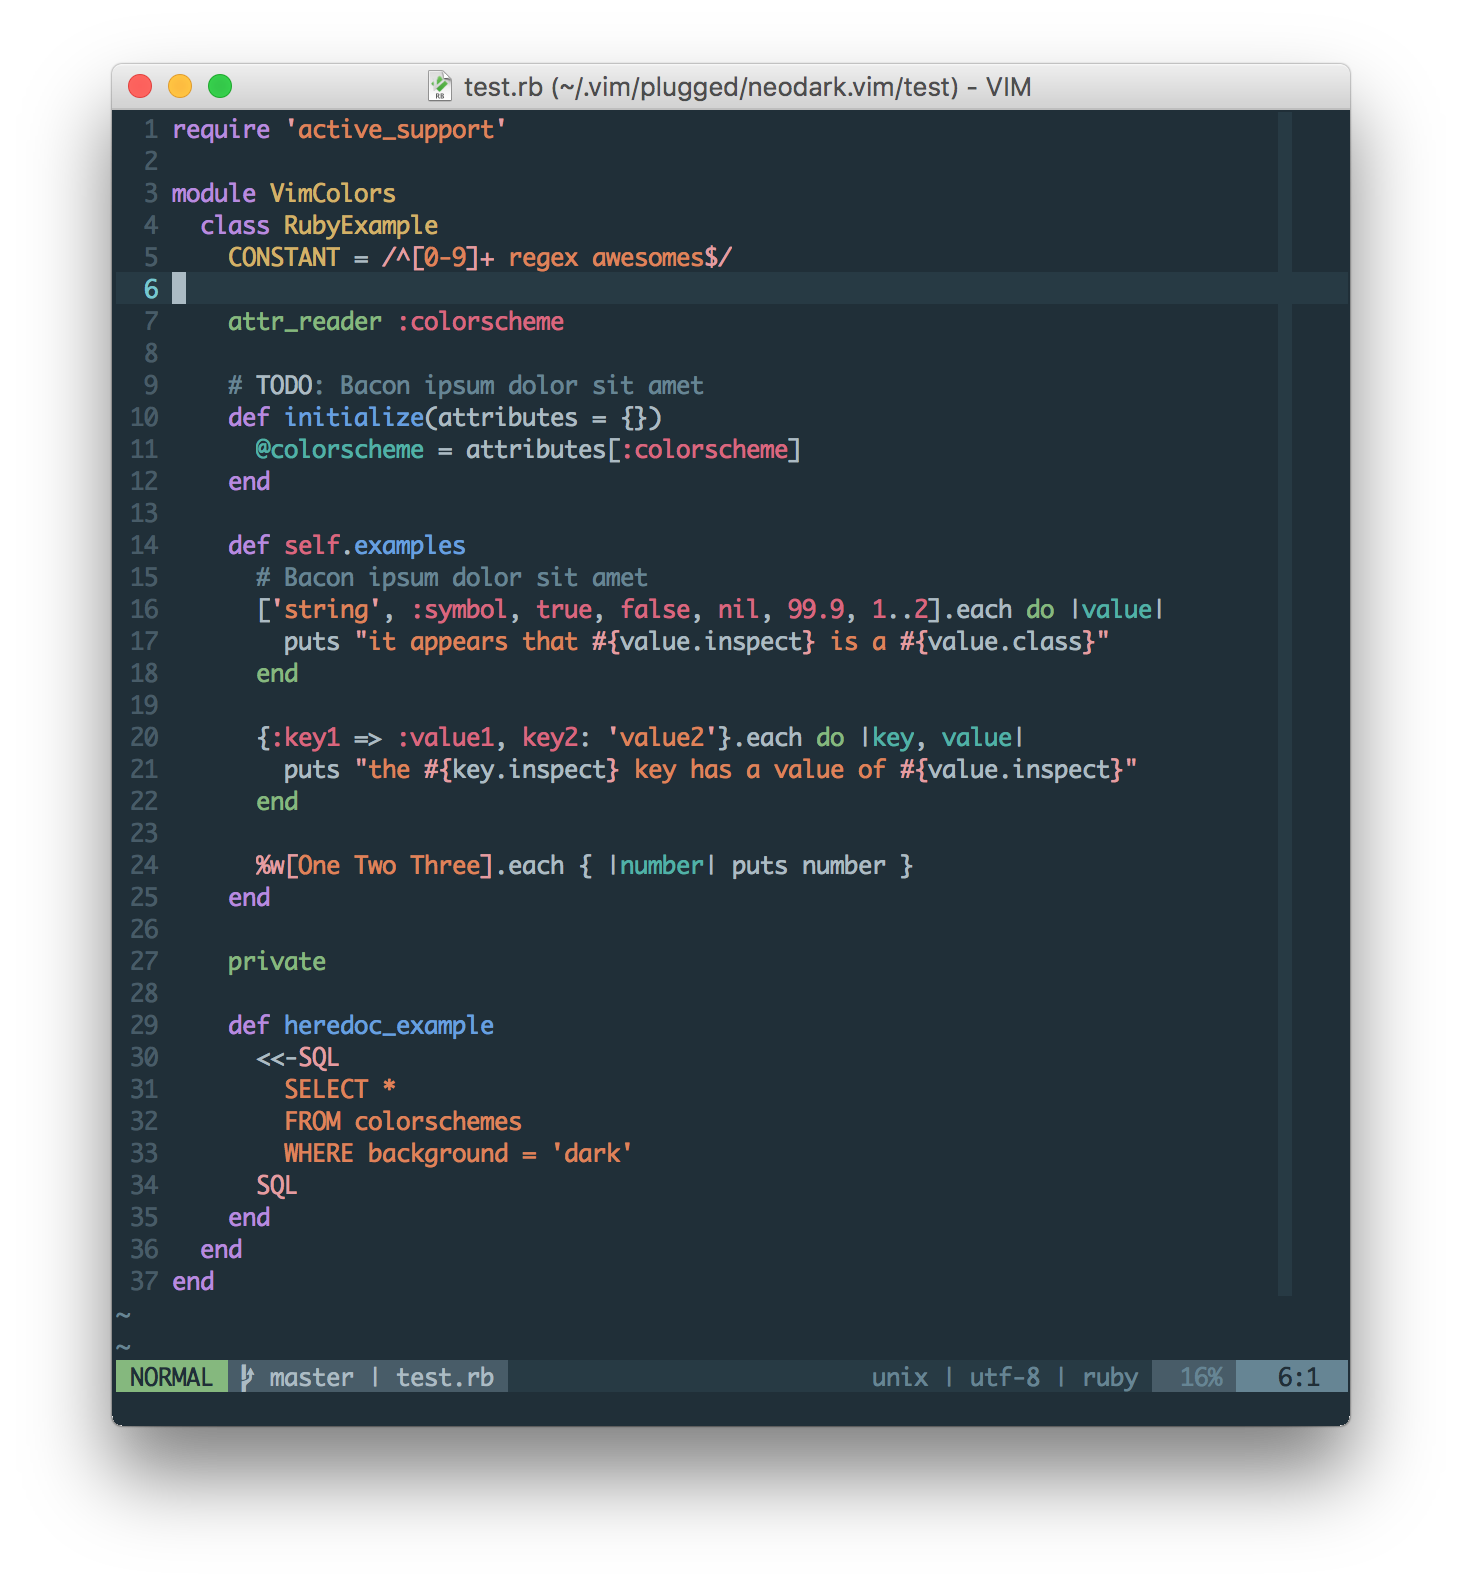 test.rb (~/.vim/plugged/neodark.vim/test) - VIM
1 require 'active_support'
2
3 module VimColors
4   class RubyExample
5     CONSTANT = /^[0-9]+ regex awesomes$/
6
7     attr_reader :colorscheme
8
9     # TODO: Bacon ipsum dolor sit amet
10     def initialize(attributes = {})
11       @colorscheme = attributes[:colorscheme]
12     end
13
14     def self.examples
15       # Bacon ipsum dolor sit amet
16       ['string', :symbol, true, false, nil, 99.9, 1..2].each do |value|
17         puts "it appears that #{value.inspect} is a #{value.class}"
18       end
19
20       {:key1 => :value1, key2: 'value2'}.each do |key, value|
21         puts "the #{key.inspect} key has a value of #{value.inspect}"
22       end
23
24       %w[One Two Three].each { |number| puts number }
25     end
26
27     private
28
29     def heredoc_example
30       <<-SQL
31         SELECT *
32         FROM colorschemes
33         WHERE background = 'dark'
34       SQL
35     end
36   end
37 end
~
~
NORMAL master | test.rb unix | utf-8 | ruby 16% 6:1